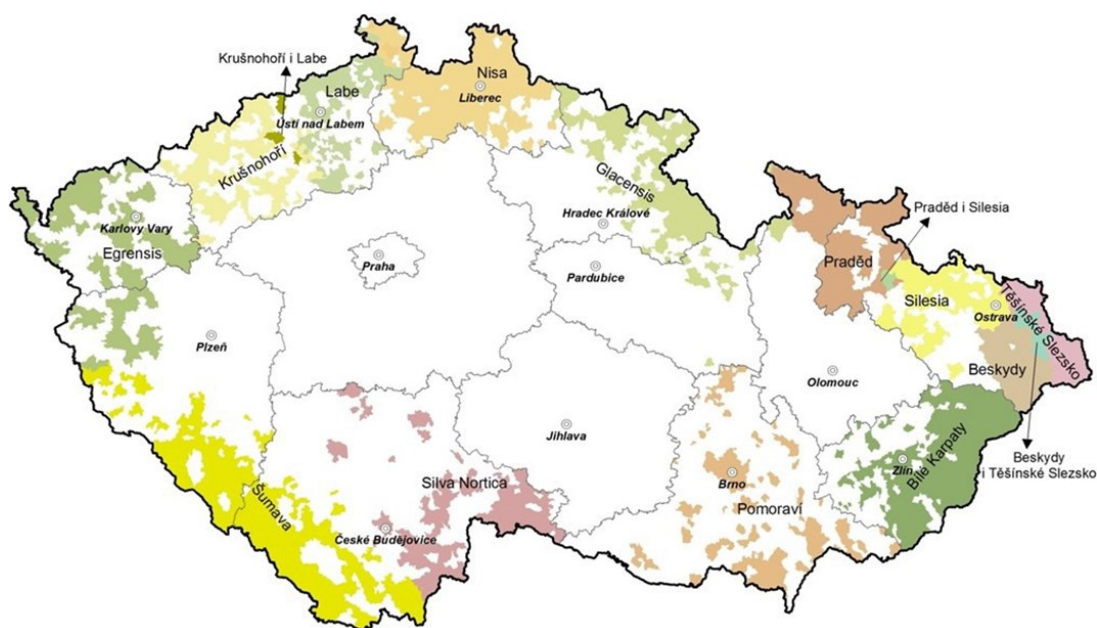 Krušnohoří i Labe
Nisa
Labe
Liberec
Ústí nad Labem
Krušnohoří
Glacensis
Hradec Králové
Praděd i Silesia
Karlovy Vary
Egrensis
Praha
Pardubice
Praděd
Silesia
Těšínské Slezsko
Ostrava
Plzeň
Beskydy
Olomouc
Jihlava
Bílé Karpaty
Zlín
Beskydy
i Těšínské Slezsko
Brno
Silva Nortica
Pomoraví
Šumava
České Budějovice